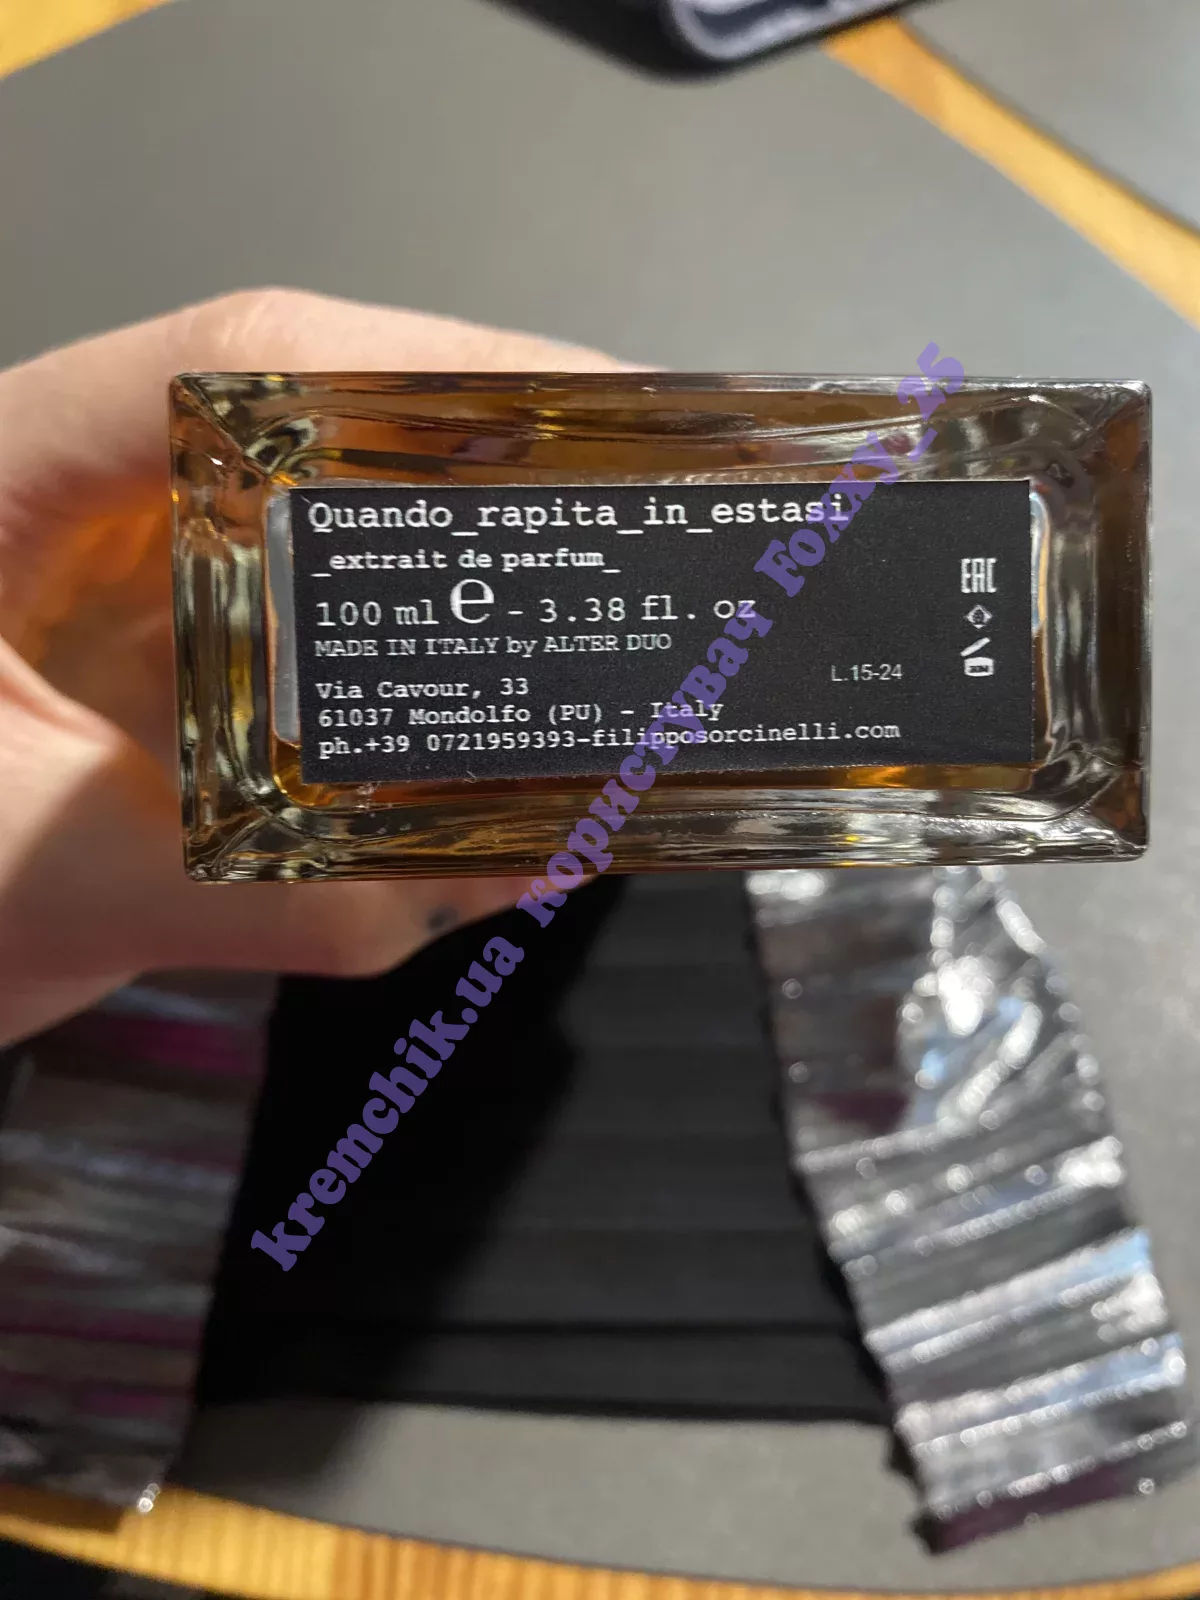 Quando_rapita_in_estasi
_extrait de parfum_
100 ml e - 3.38 fl. oz
MADE IN ITALY by ALTER DUO
L.15-24
Via Cavour, 33
61037 Mondolfo (PU) - Italy
ph.+39 0721959393-filipposorcinelli.com
EAC
kremchik.ua користувач Foxxy_25